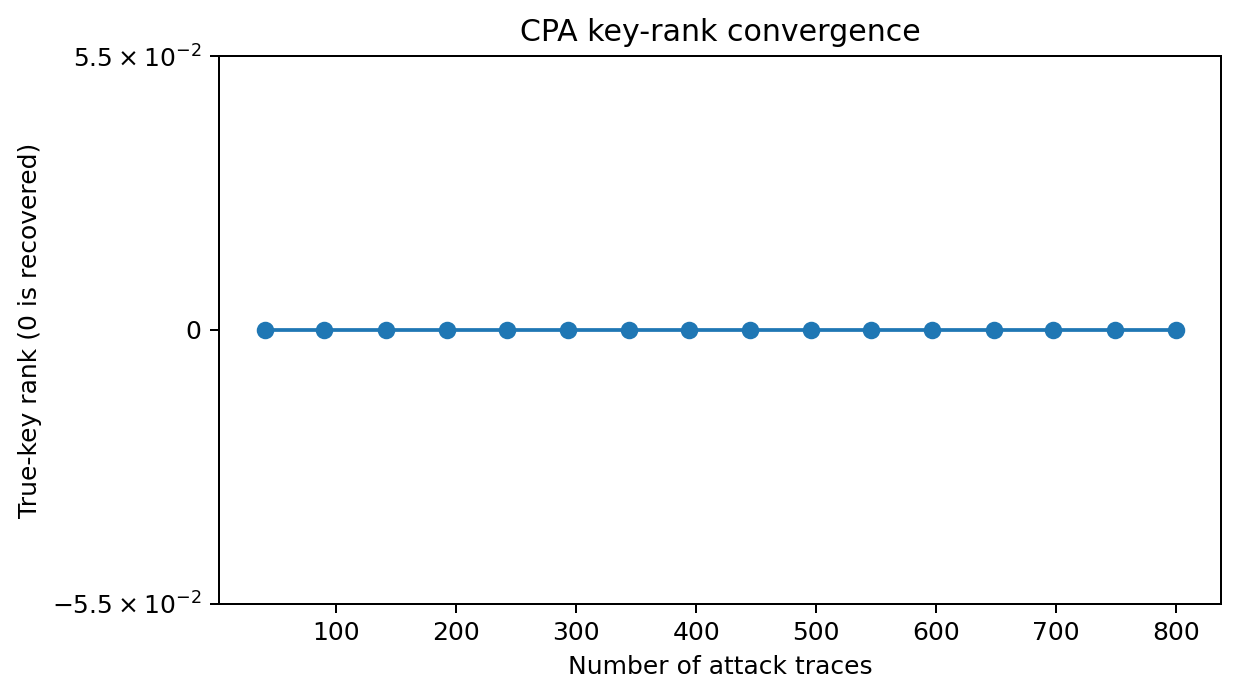 CPA key-rank convergence
5.5 × 10⁻²
0
−5.5 × 10⁻²
True-key rank (0 is recovered)
100 200 300 400 500 600 700 800
Number of attack traces